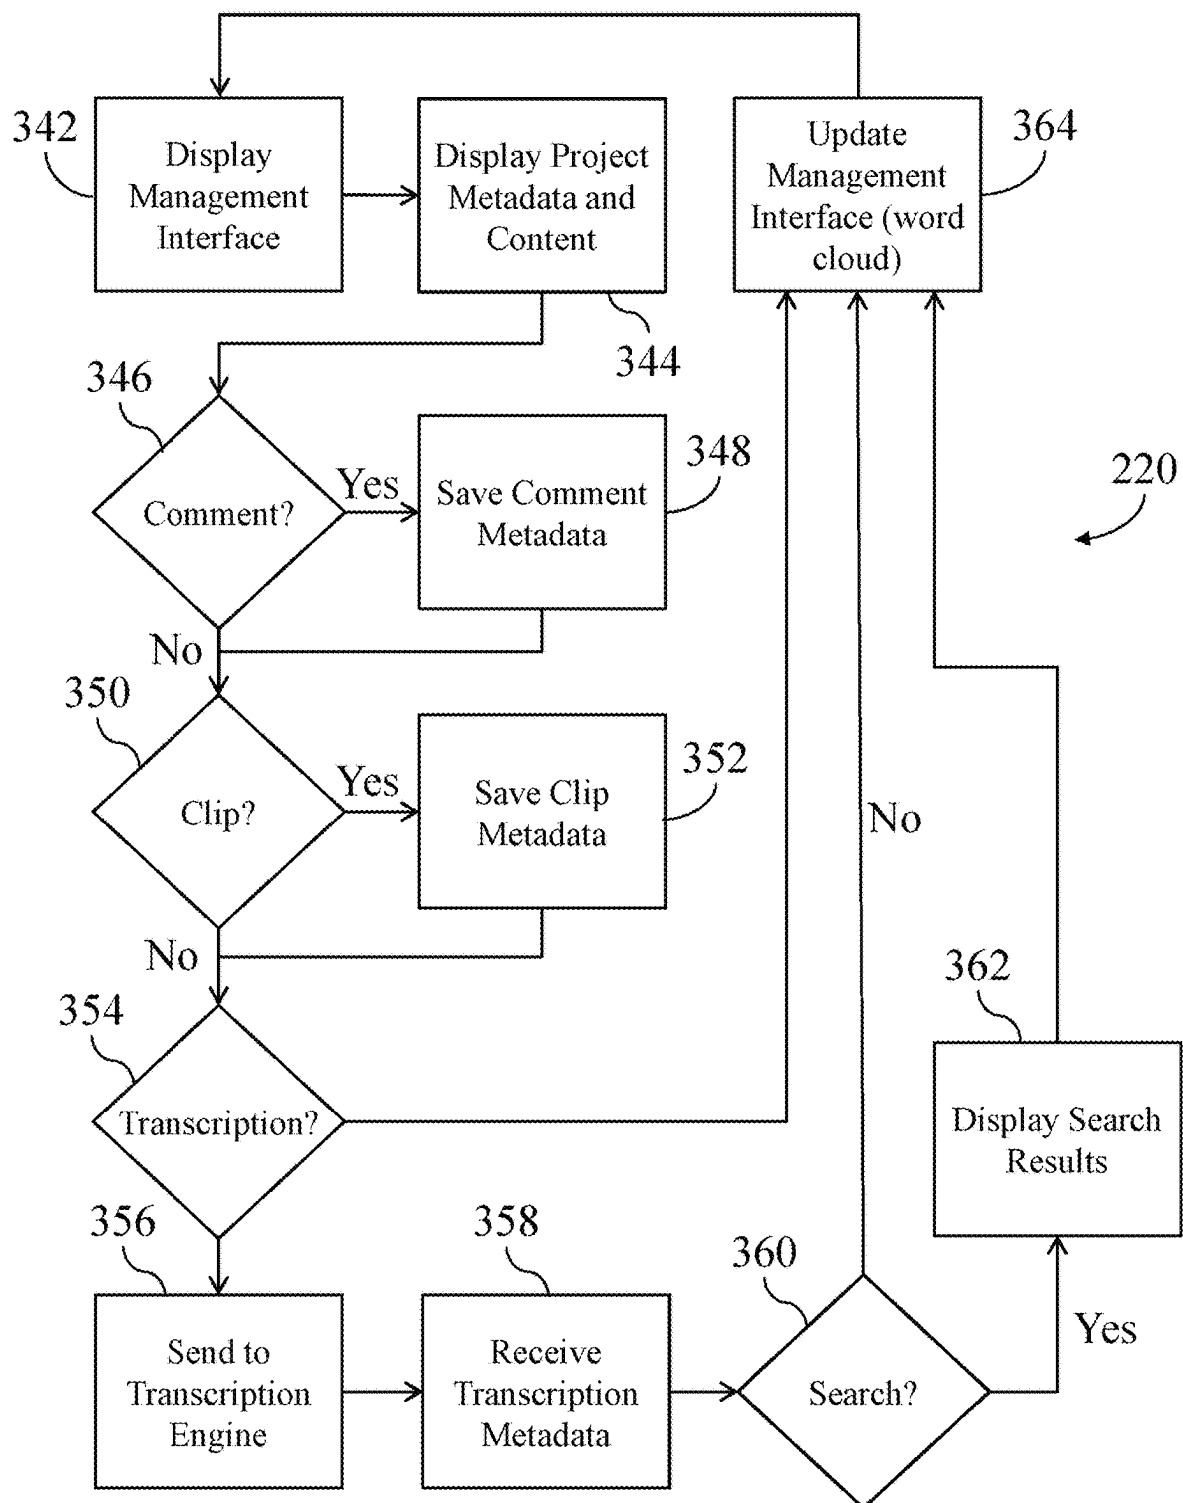 342
Display
Management
Interface
Display Project
Metadata and
Content
344
Update
Management
Interface (word
cloud)
364
346
Comment?
Yes
Save Comment
Metadata
348
220
No
350
Clip?
Yes
Save Clip
Metadata
352
No
No
354
Transcription?
362
Display Search
Results
356
Send to
Transcription
Engine
358
Receive
Transcription
Metadata
360
Search?
Yes